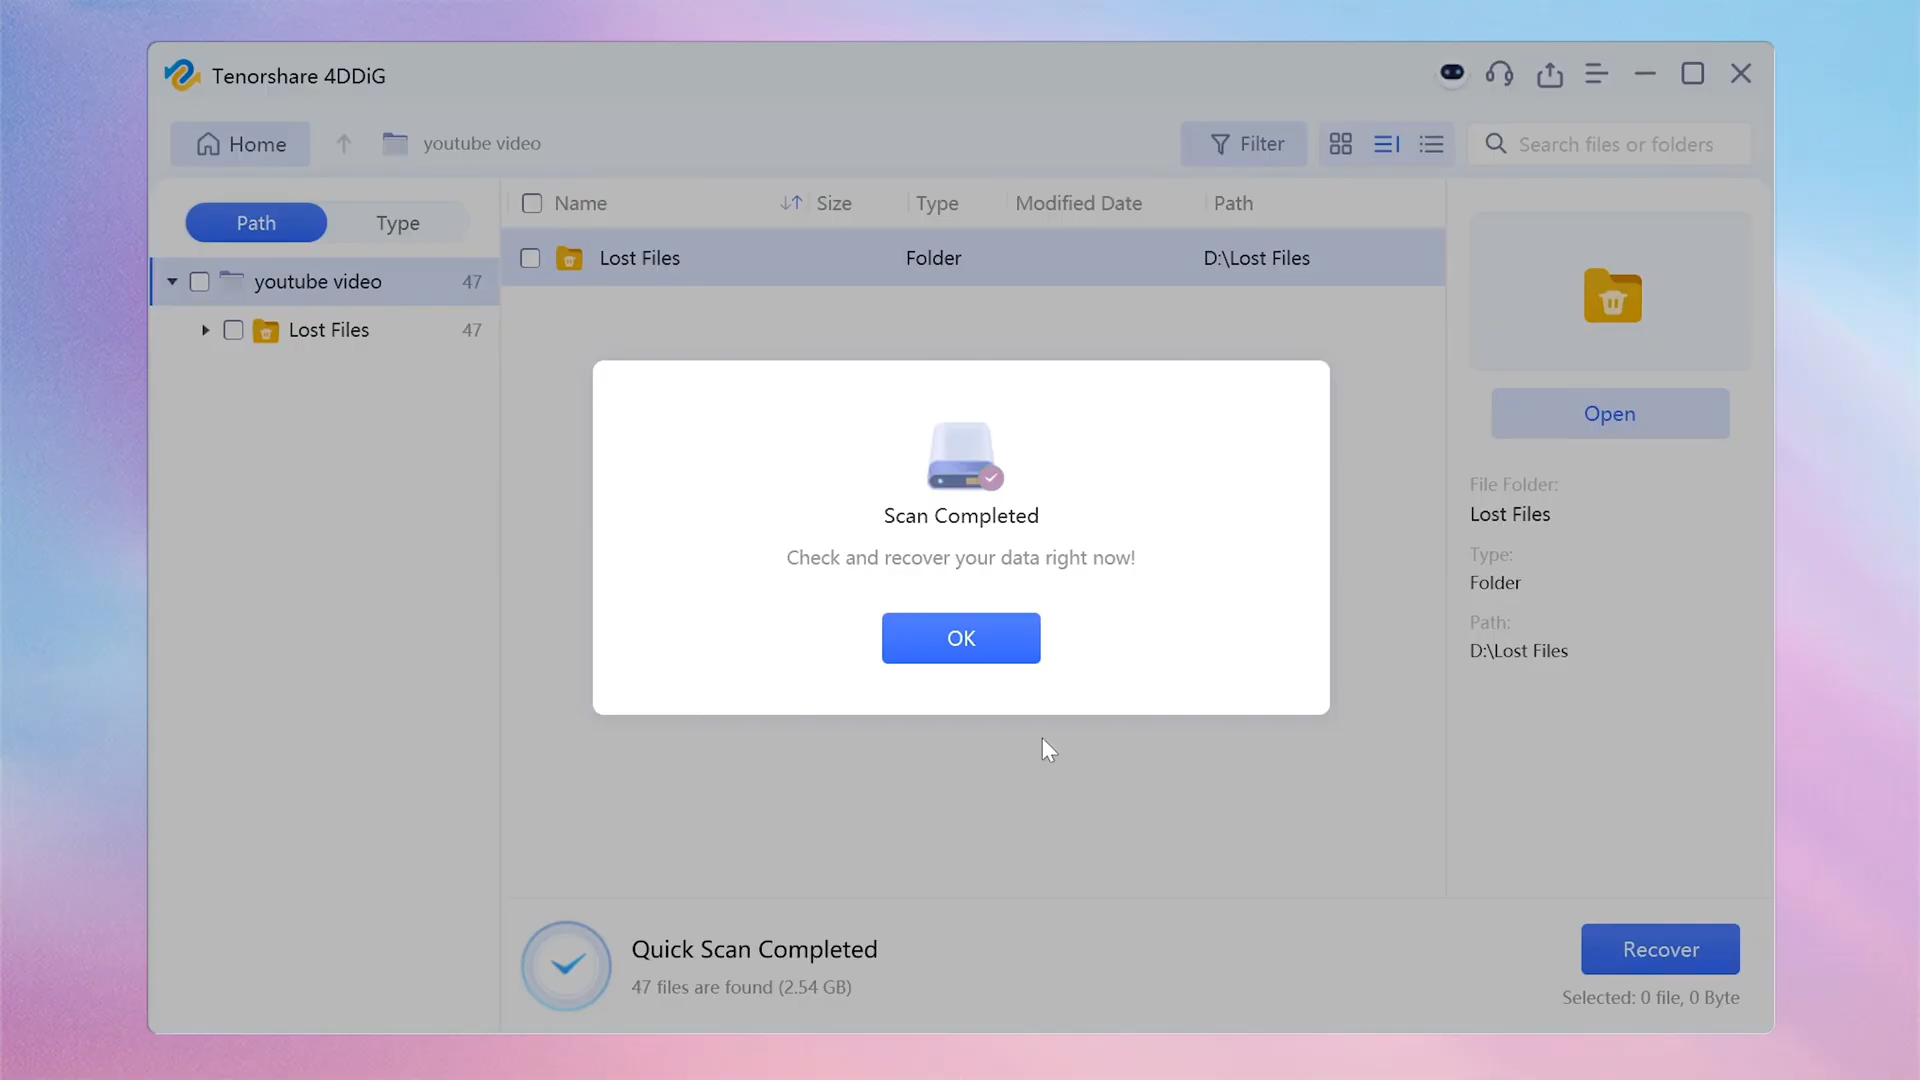 Tenorshare 4DDiG
Home
youtube video
Filter
Search files or folders
Path
Type
Name
Size
Type
Modified Date
Path
youtube video
47
Lost Files
47
Lost Files
Folder
D:\Lost Files
Scan Completed
Check and recover your data right now!
OK
Open
File Folder:
Lost Files
Type:
Folder
Path:
D:\Lost Files
Quick Scan Completed
47 files are found (2.54 GB)
Recover
Selected: 0 file, 0 Byte